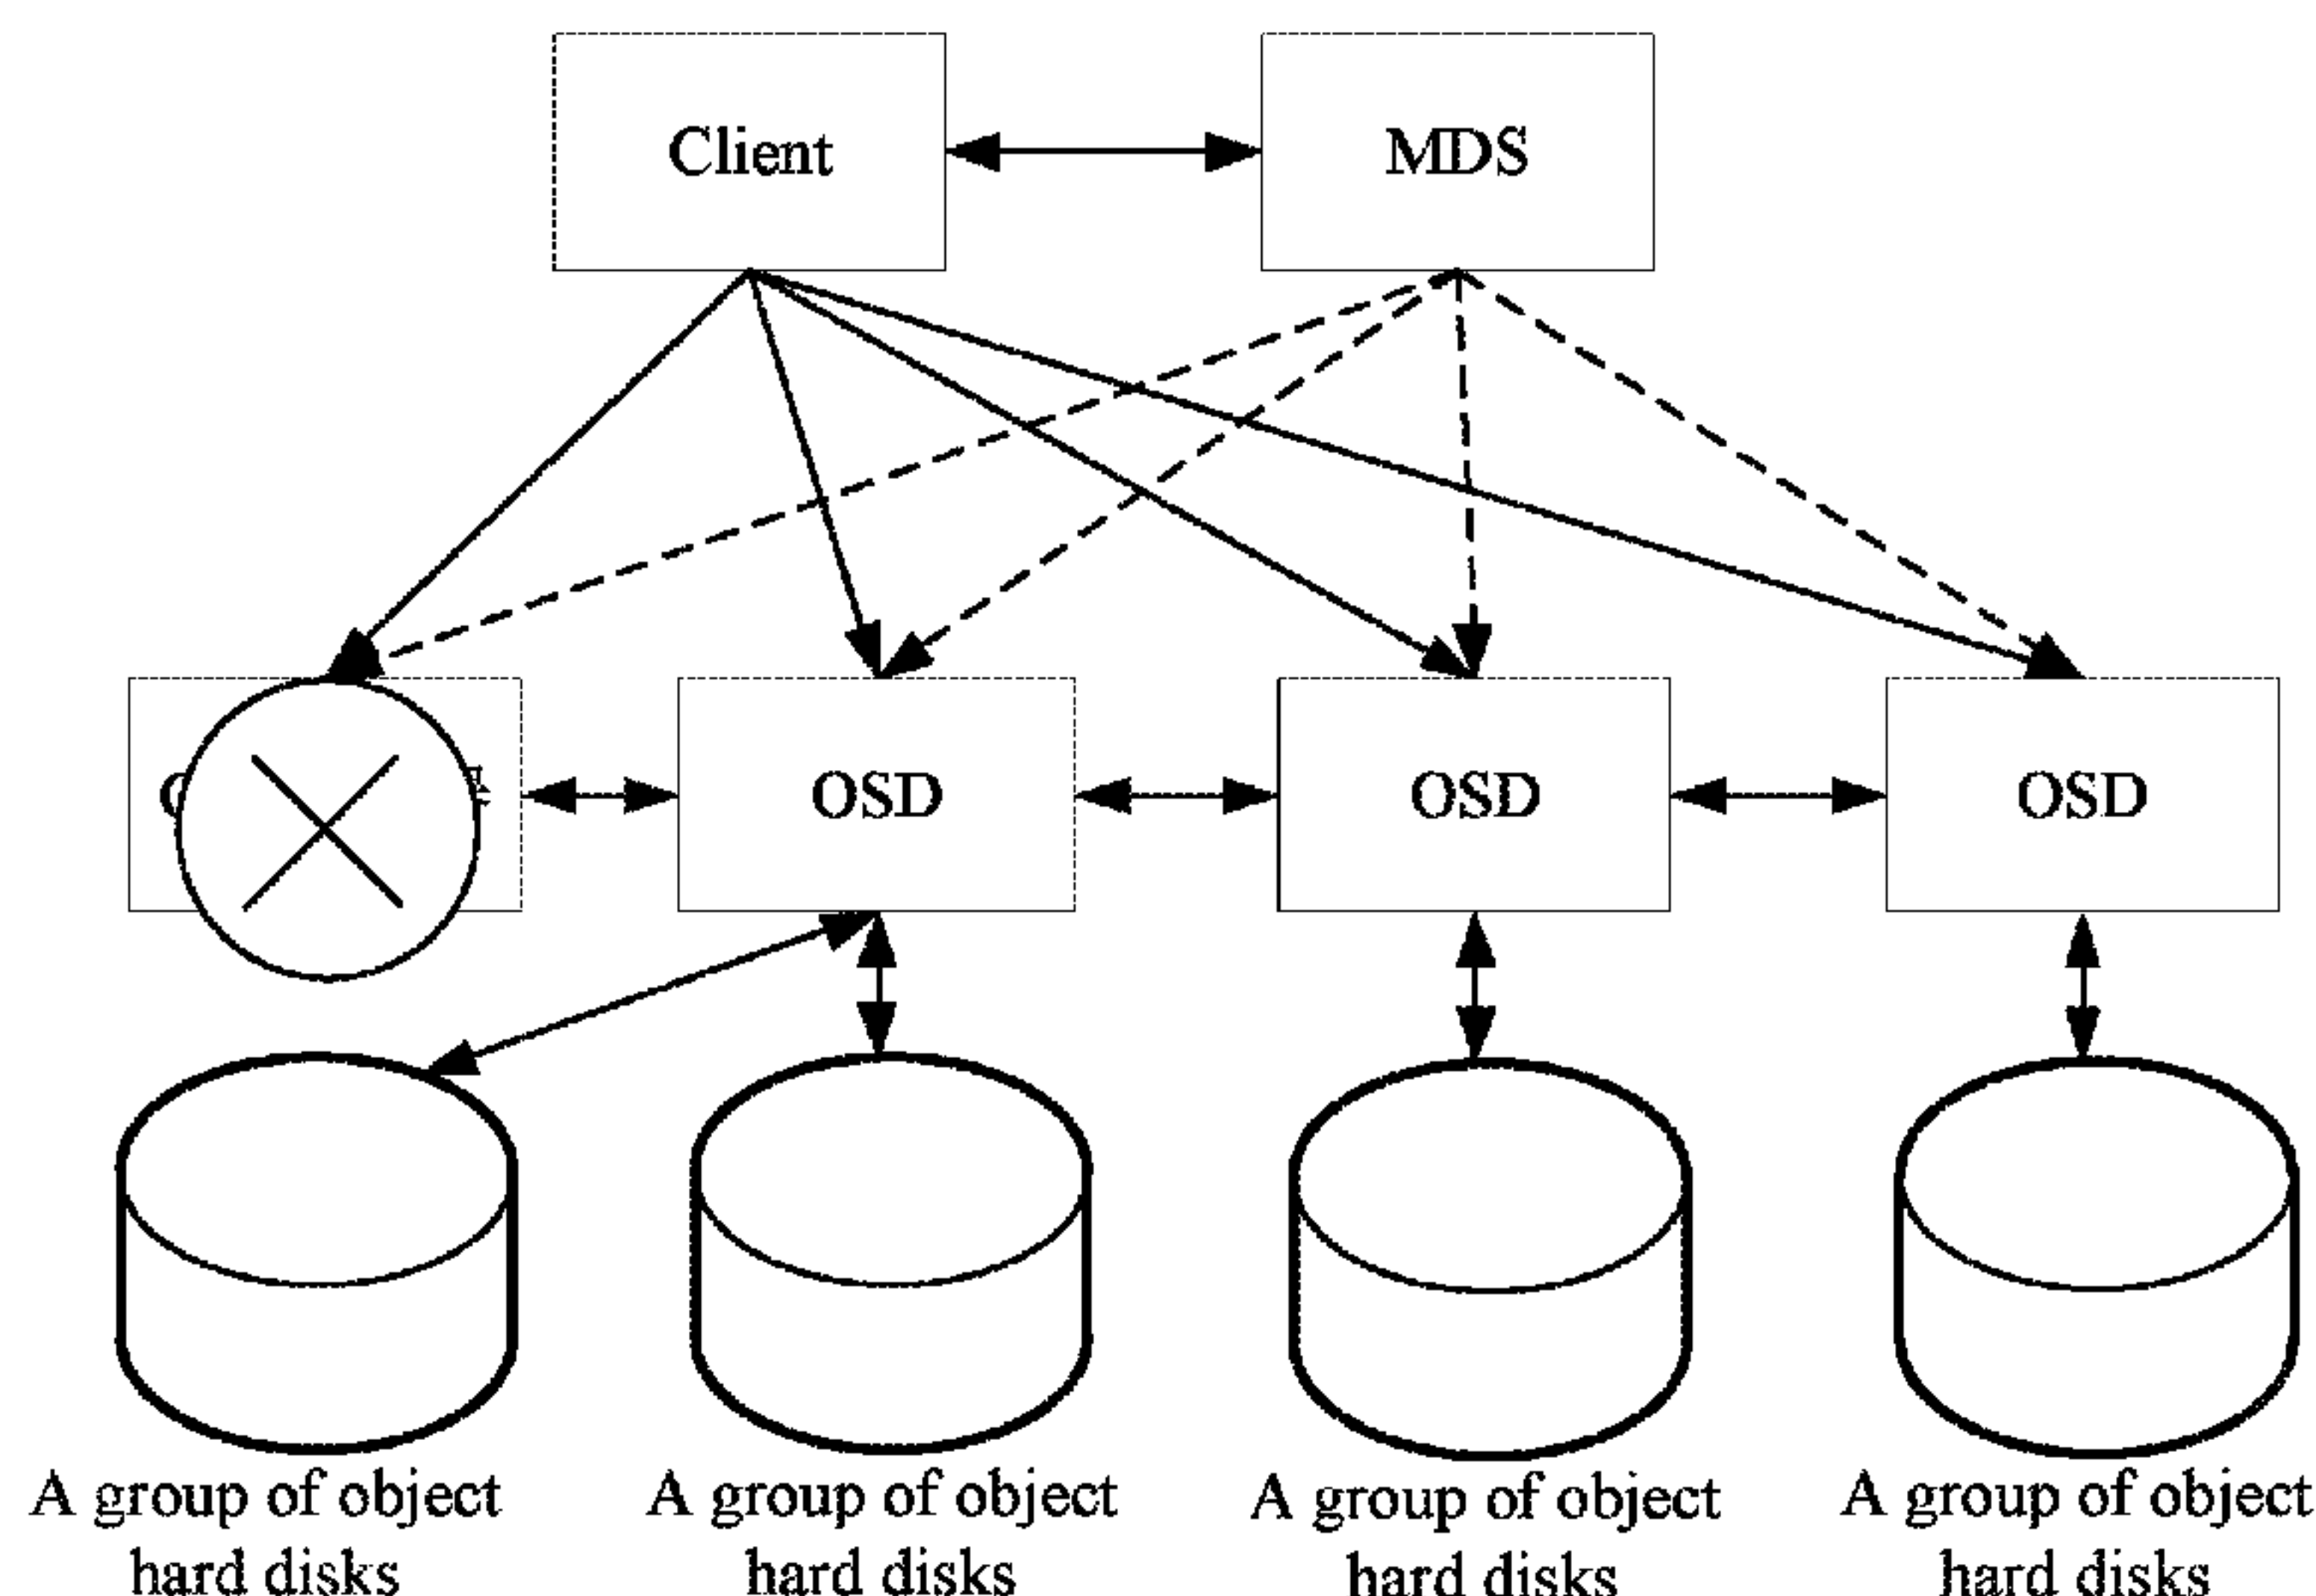 Client
MDS
OSD
OSD
OSD
A group of object
hard disks
A group of object
hard disks
A group of object
hard disks
A group of object
hard disks